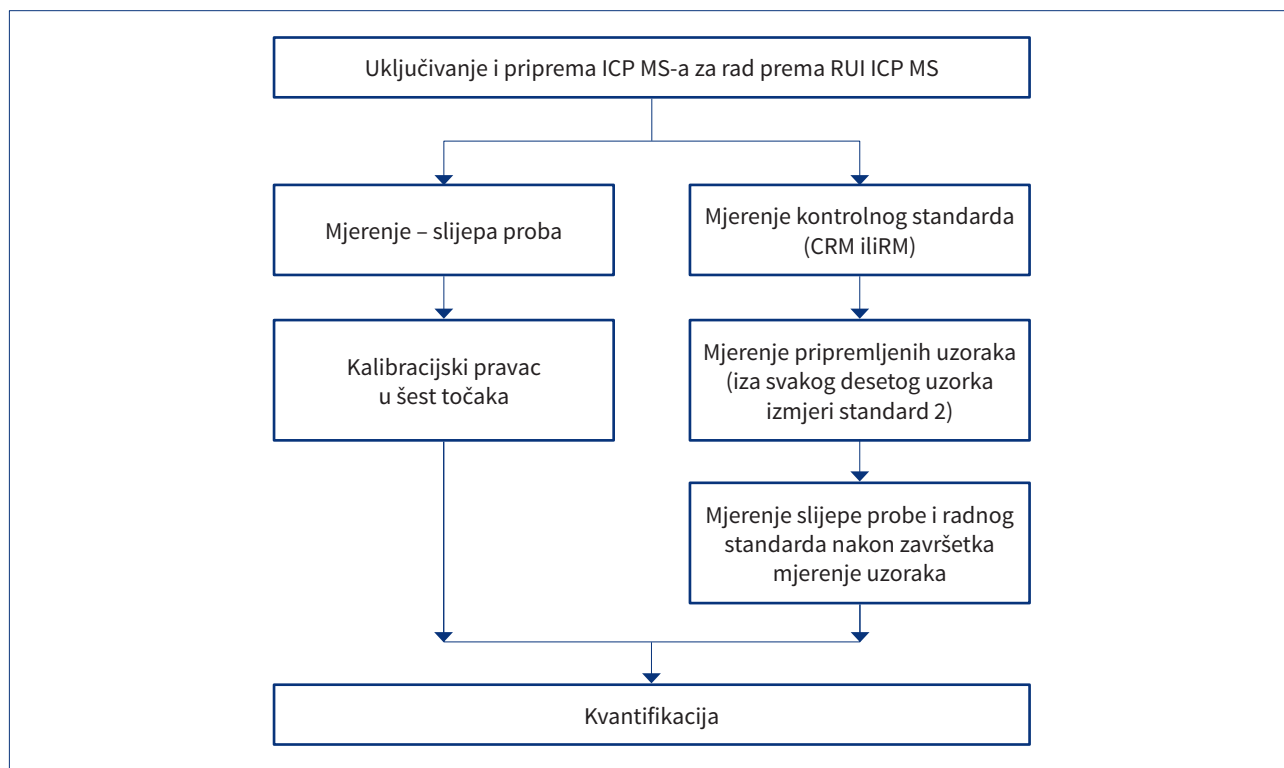 Uključivanje i priprema ICP MS-a za rad prema RUI ICP MS
Mjerenje – slijepa proba
Kalibracijski pravac
u šest točaka
Mjerenje kontrolnog standarda
(CRM iliRM)
Mjerenje pripremljenih uzoraka
(iza svakog desetog uzorka
izmjeri standard 2)
Mjerenje slijepe probe i radnog
standarda nakon završetka
mjerenje uzoraka
Kvantifikacija